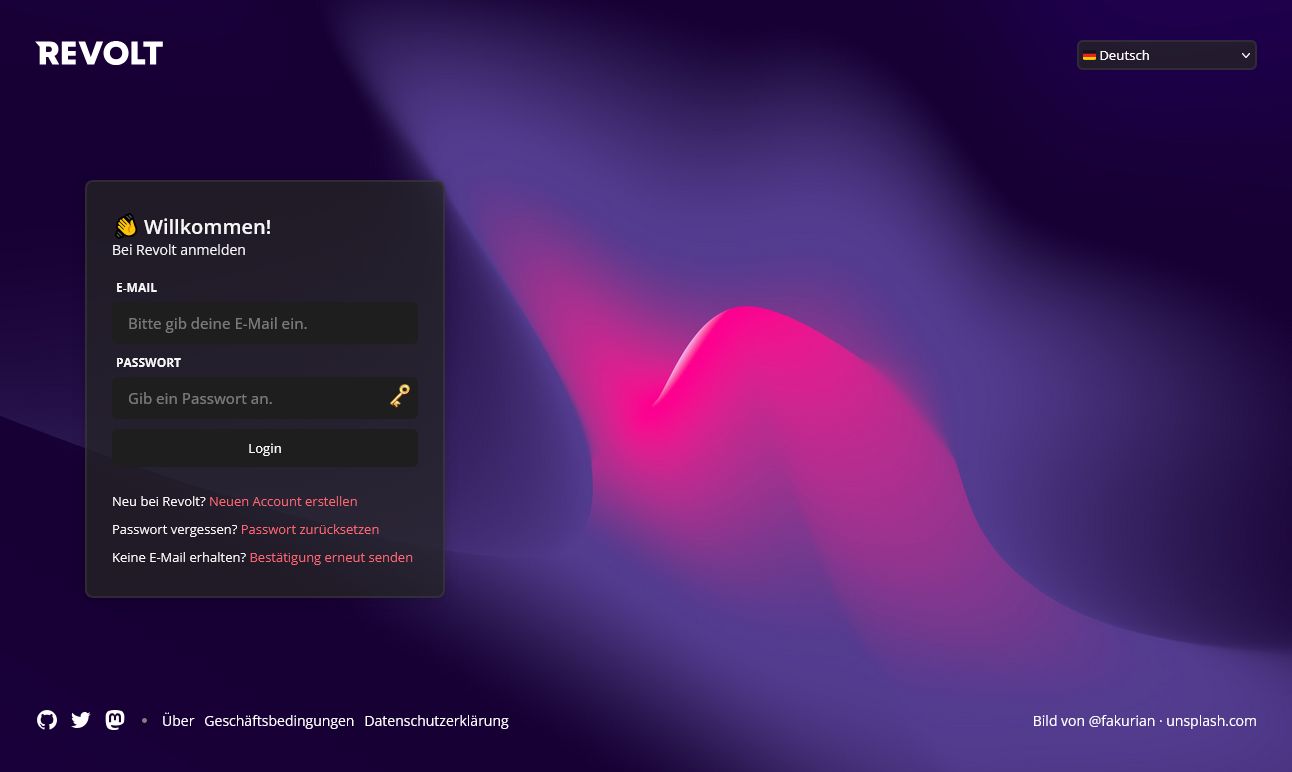 REVOLT
Deutsch
Willkommen!
Bei Revolt anmelden
E-MAIL
Bitte gib deine E-Mail ein.
PASSWORT
Gib ein Passwort an.
Login
Neu bei Revolt? Neuen Account erstellen
Passwort vergessen? Passwort zurücksetzen
Keine E-Mail erhalten? Bestätigung erneut senden
Über Geschäftsbedingungen Datenschutzerklärung
Bild von @fakurian · unsplash.com